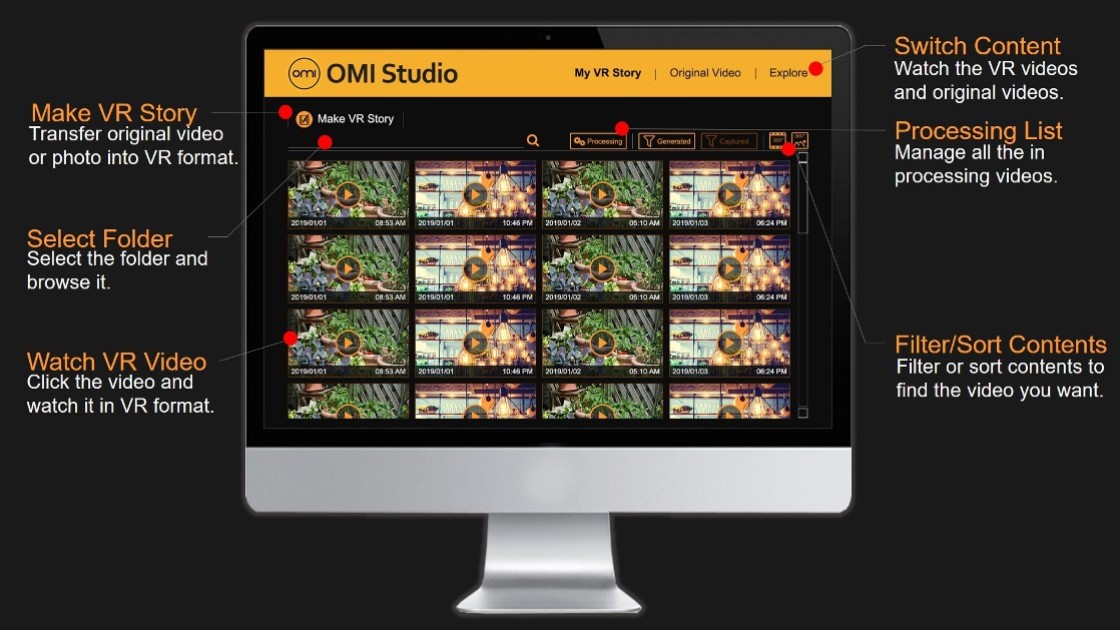 omi OMI Studio
My VR Story | Original Video | Explore
Make VR Story
Processing
Generated
Captured
360°
360°
2019/01/01 08:53 AM
2019/01/01 10:46 PM
2019/01/02 05:10 AM
2019/01/03 06:24 PM
2019/01/01 08:53 AM
2019/01/01 10:46 PM
2019/01/02 05:10 AM
2019/01/03 06:24 PM
2019/01/01 08:53 AM
2019/01/01 10:46 PM
2019/01/02 05:10 AM
2019/01/03 06:24 PM
Make VR Story
Transfer original video
or photo into VR format.
Select Folder
Select the folder and
browse it.
Watch VR Video
Click the video and
watch it in VR format.
Switch Content
Watch the VR videos
and original videos.
Processing List
Manage all the in
processing videos.
Filter/Sort Contents
Filter or sort contents to
find the video you want.